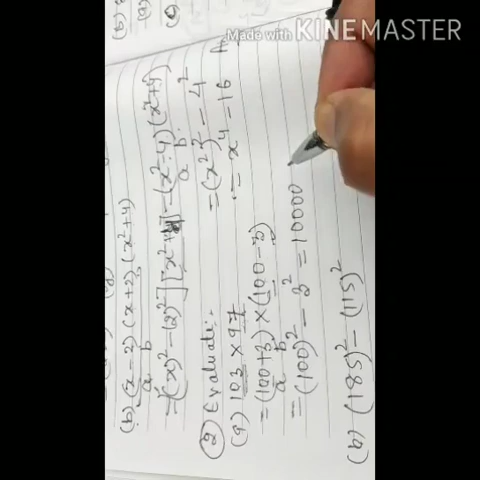 Made with KINEMASTER
(b) (x-2)(x+2)(x²+4)
a b
=[(x)²-(2)²][x²+4]=(x²-4)(x²+4)
a b
=(x²)²-4²
=x⁴-16 A
(2) Evaluate:-
(a) 103×97
=(100+3)×(100-3)
a b
=(100)²-3²=10000
(a) (185)²-(115)²